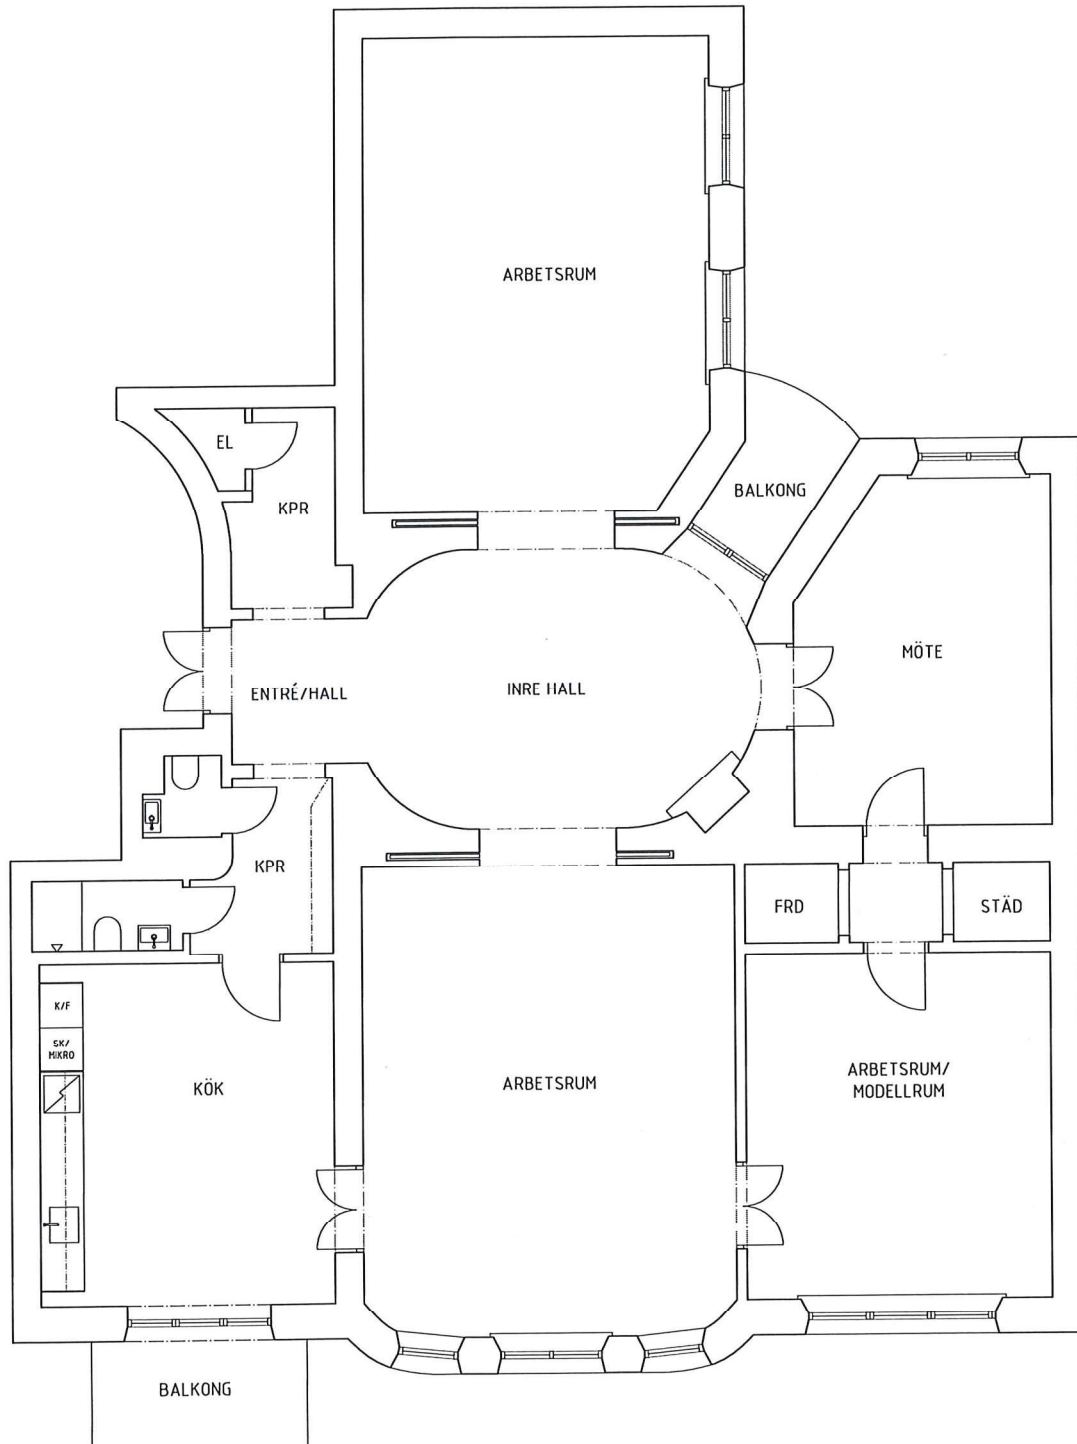 ARBETSRUM
EL
KPR
BALKONG
MÖTE
ENTRÉ/HALL
INRE HALL
KPR
FRD
STÄD
K/F
SK/
MIKRO
KÖK
ARBETSRUM
ARBETSRUM/
MODELLRUM
BALKONG